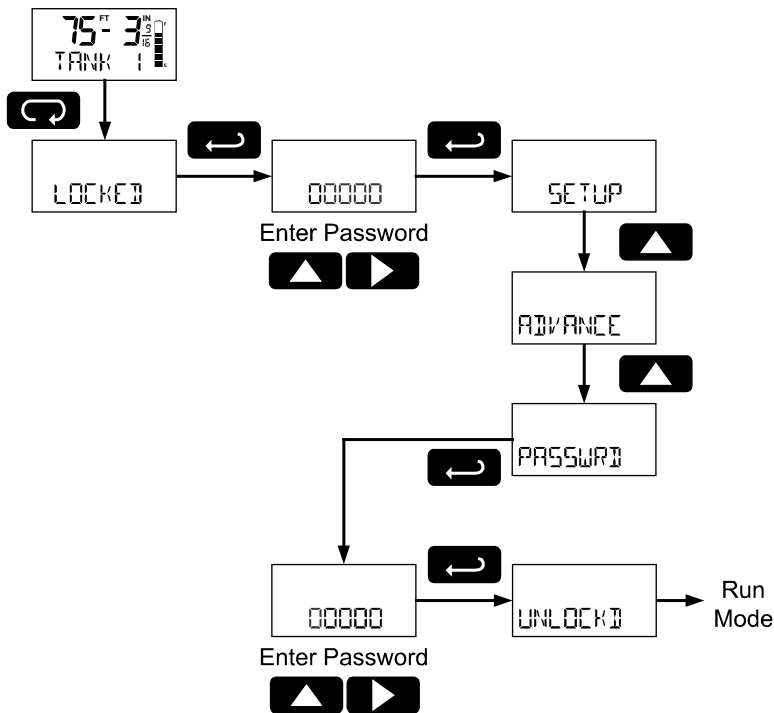 75 FT - 3 9/16 IN F
TANK 1 E
LOCKED
00000
SETUP
Enter Password
ADVANCE
PASSWRD
00000
UNLOCKD
Run
Mode
Enter Password